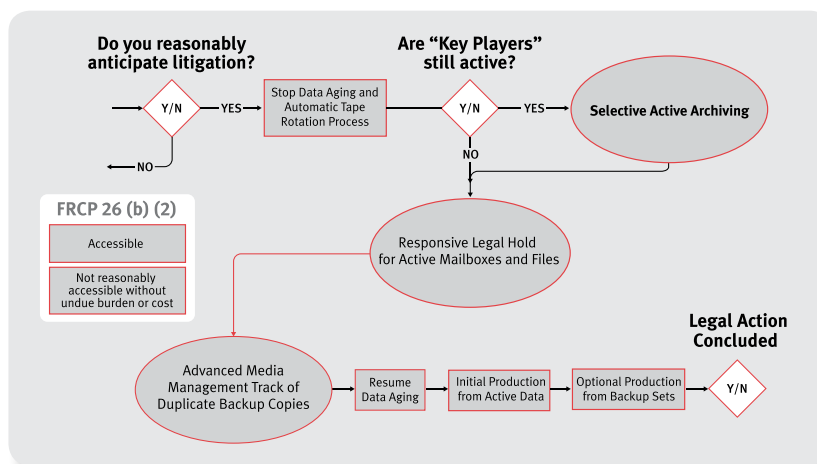 Do you reasonably
anticipate litigation?
Are “Key Players”
still active?
Y/N
YES
Stop Data Aging and
Automatic Tape
Rotation Process
Y/N
YES
Selective Active Archiving
NO
NO
FRCP 26 (b) (2)
Accessible
Not reasonably
accessible without
undue burden or cost
Responsive Legal Hold
for Active Mailboxes and Files
Legal Action
Concluded
Advanced Media
Management Track of
Duplicate Backup Copies
Resume
Data Aging
Initial Production
from Active Data
Optional Production
from Backup Sets
Y/N